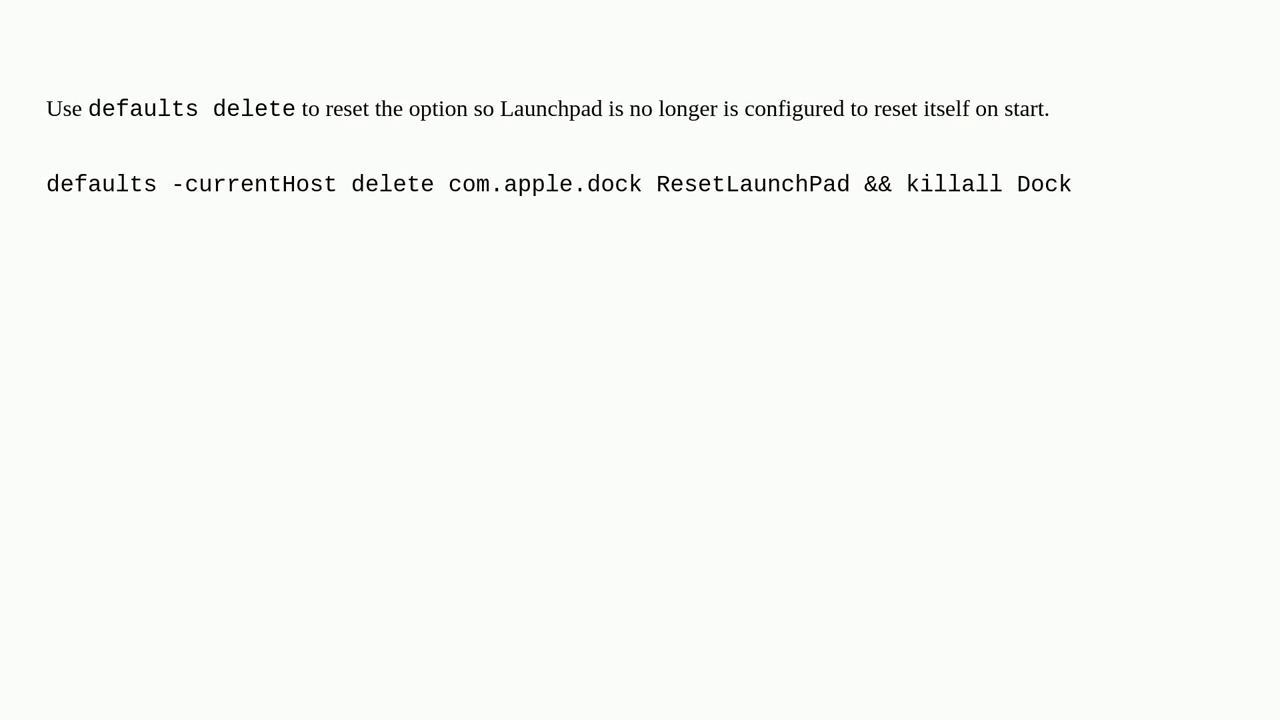 Use defaults delete to reset the option so Launchpad is no longer is configured to reset itself on start.
defaults -currentHost delete com.apple.dock ResetLaunchPad && killall Dock